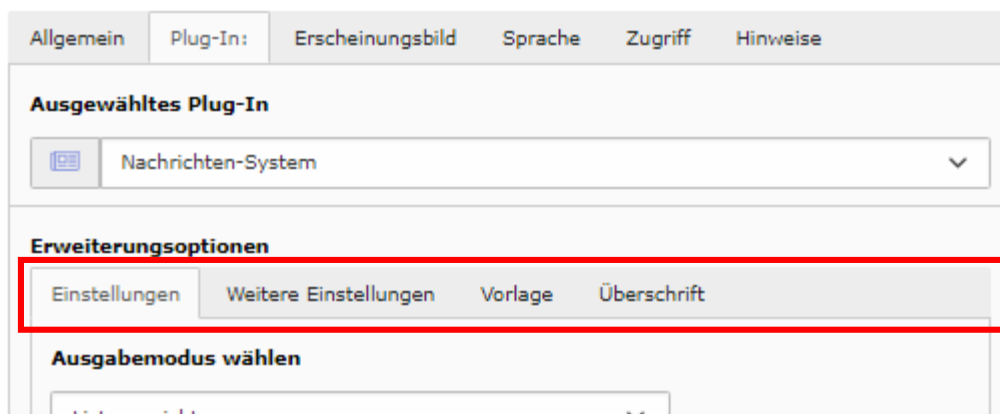 Allgemein Plug-In: Erscheinungsbild Sprache Zugriff Hinweise
Ausgewähltes Plug-In
Nachrichten-System
Erweiterungsoptionen
Einstellungen Weitere Einstellungen Vorlage Überschrift
Ausgabemodus wählen